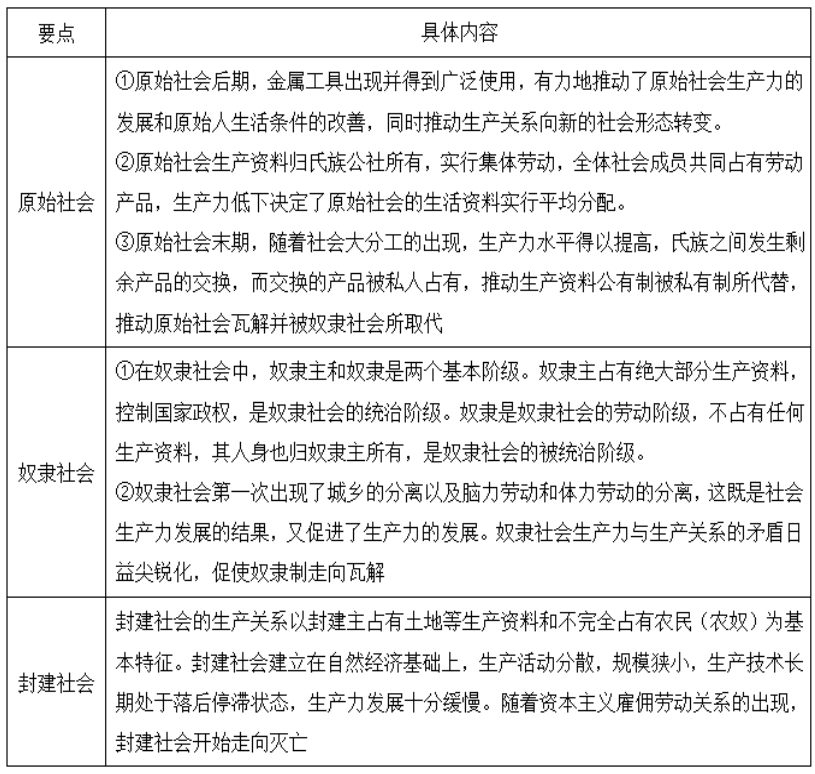 要点
具体内容
原始社会
①原始社会后期，金属工具出现并得到广泛使用，有力地推动了原始社会生产力的
发展和原始人生活条件的改善，同时推动生产关系向新的社会形态转变。
②原始社会生产资料归氏族公社所有，实行集体劳动，全体社会成员共同占有劳动
产品，生产力低下决定了原始社会的生活资料实行平均分配。
③原始社会末期，随着社会大分工的出现，生产力水平得以提高，氏族之间发生剩
余产品的交换，而交换的产品被私人占有，推动生产资料公有制被私有制所代替，
推动原始社会瓦解并被奴隶社会所取代
奴隶社会
①在奴隶社会中，奴隶主和奴隶是两个基本阶级。奴隶主占有绝大部分生产资料，
控制国家政权，是奴隶社会的统治阶级。奴隶是奴隶社会的劳动阶级，不占有任何
生产资料，其人身也归奴隶主所有，是奴隶社会的被统治阶级。
②奴隶社会第一次出现了城乡的分离以及脑力劳动和体力劳动的分离，这既是社会
生产力发展的结果，又促进了生产力的发展。奴隶社会生产力与生产关系的矛盾日
益尖锐化，促使奴隶制走向瓦解
封建社会
封建社会的生产关系以封建主占有土地等生产资料和不完全占有农民（农奴）为基
本特征。封建社会建立在自然经济基础上，生产活动分散，规模狭小，生产技术长
期处于落后停滞状态，生产力发展十分缓慢。随着资本主义雇佣劳动关系的出现，
封建社会开始走向灭亡